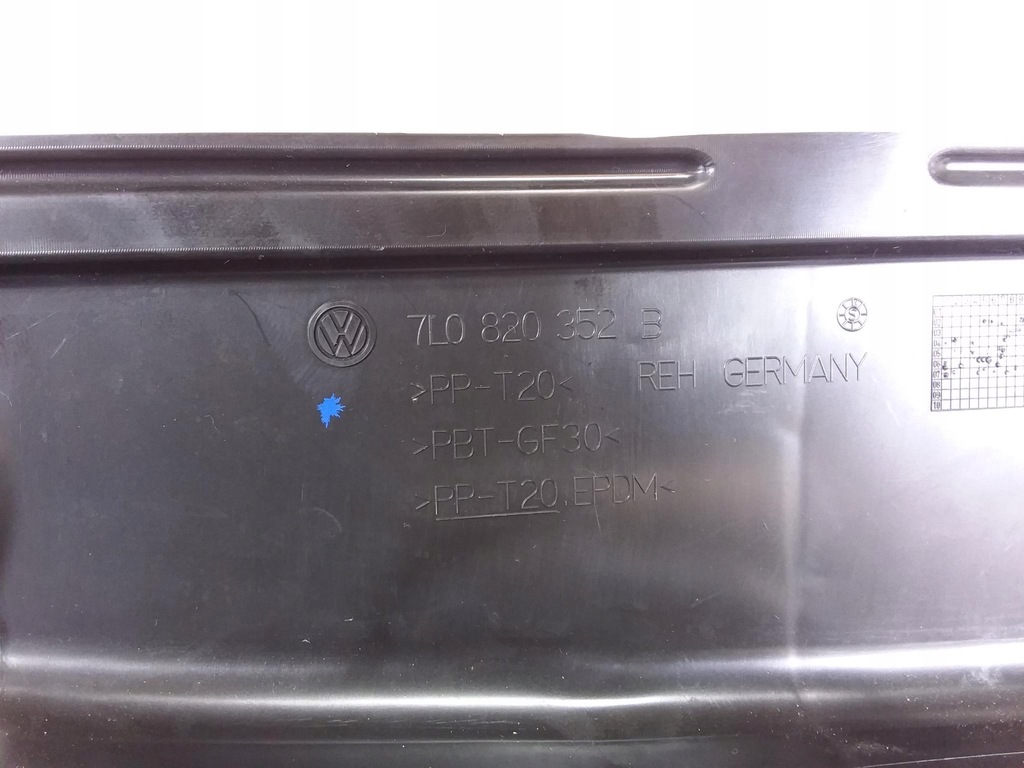 7L0 820 352 B
>PP-T20< REH GERMANY
>PBT-GF30<
>PP-T20,EPDM<